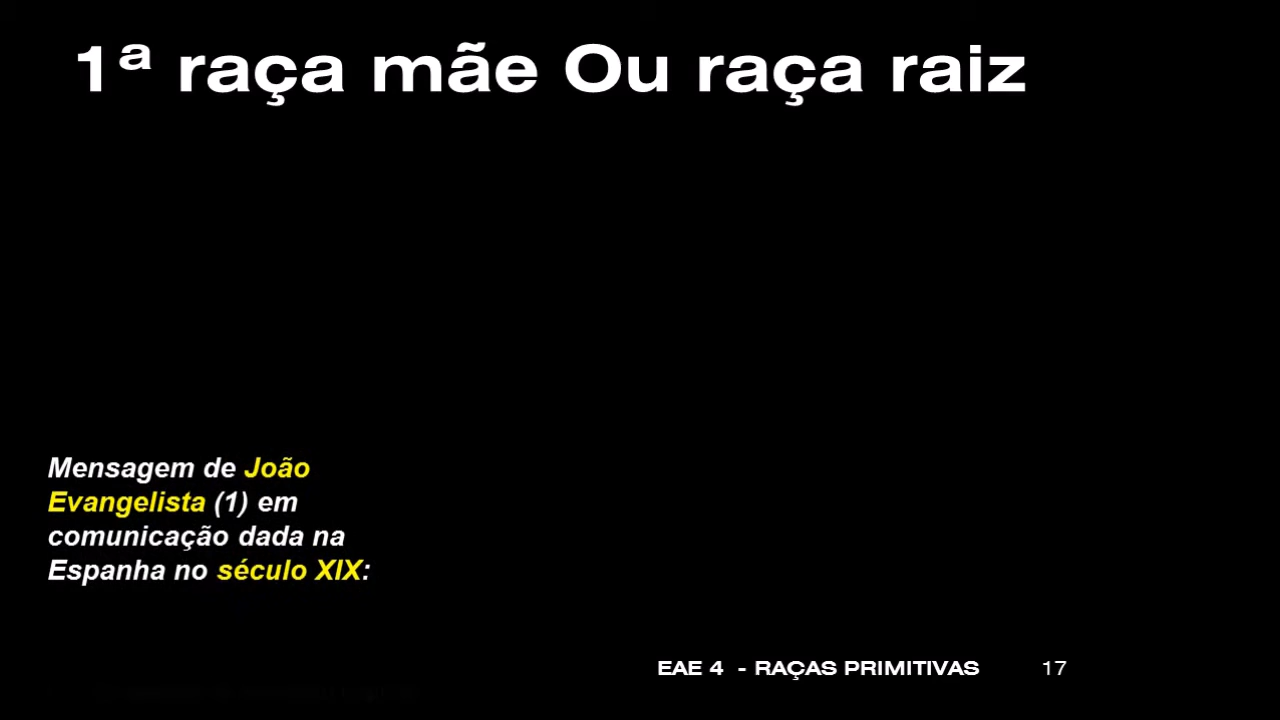 1ª raça mãe Ou raça raiz
Mensagem de João
Evangelista (1) em
comunicação dada na
Espanha no século XIX:
EAE 4 - RAÇAS PRIMITIVAS 17